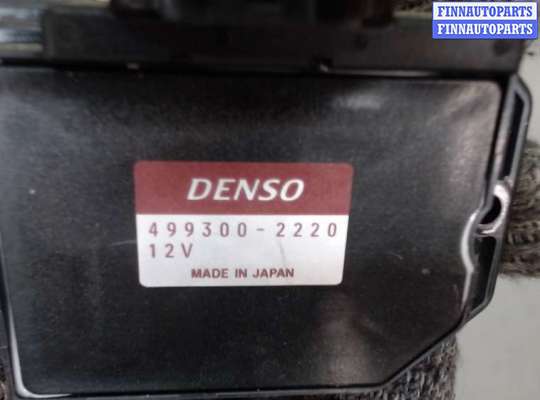 FINNAUTOPARTS
FINNAUTOPARTS
DENSO
499300-2220
12V
MADE IN JAPAN